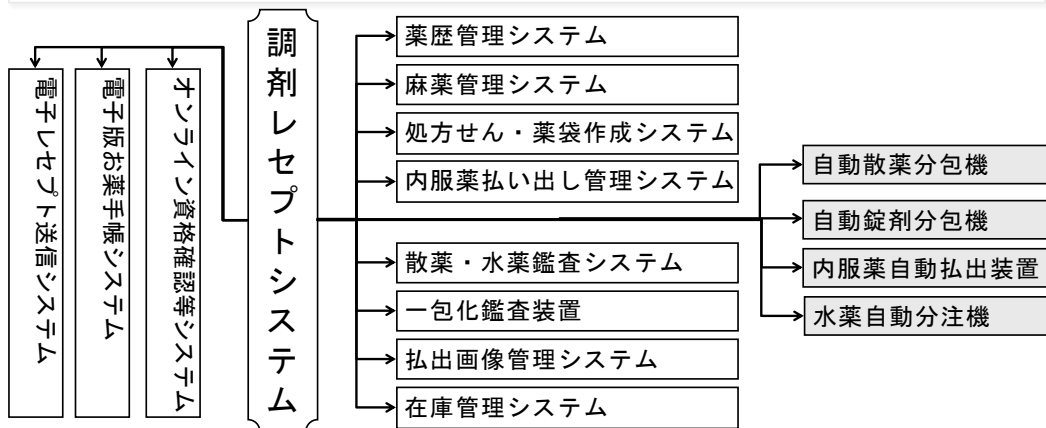 電子レセプト送信システム
電子版お薬手帳システム
オンライン資格確認等システム
調剤レセプトシステム
薬歴管理システム
麻薬管理システム
処方せん・薬袋作成システム
内服薬払い出し管理システム
散薬・水薬鑑査システム
一包化鑑査装置
払出画像管理システム
在庫管理システム
自動散薬分包機
自動錠剤分包機
内服薬自動払出装置
水薬自動分注機